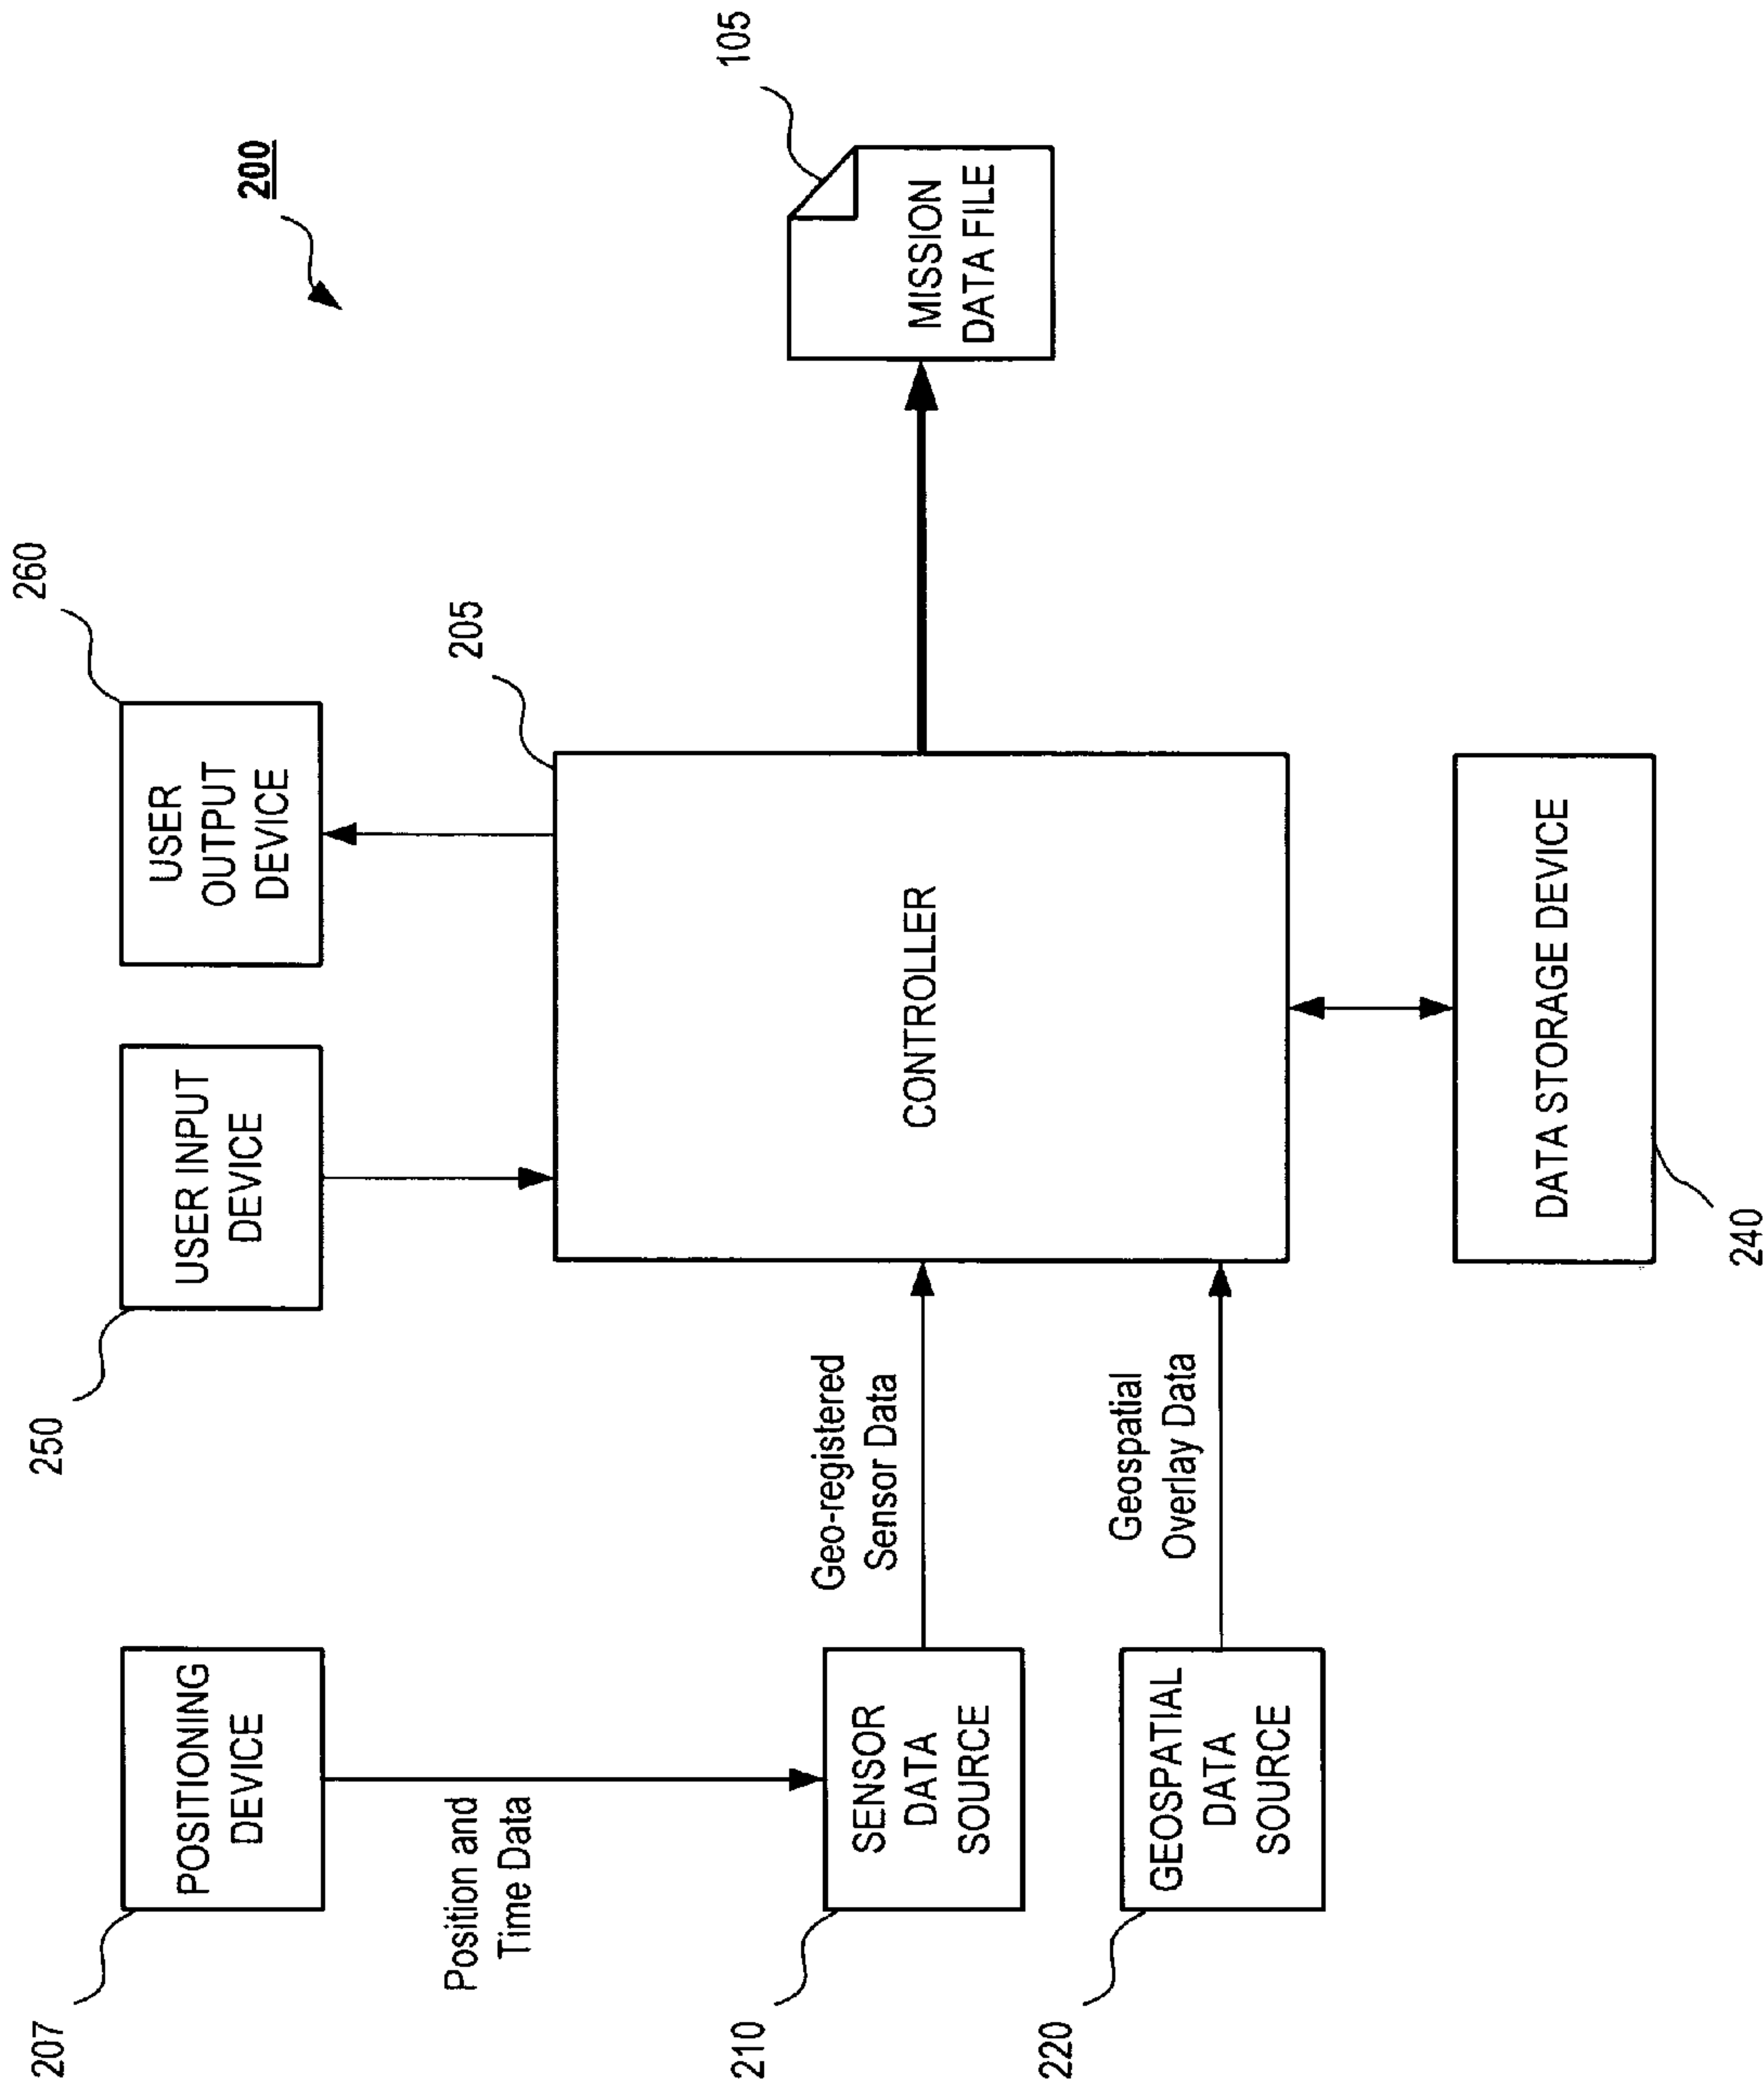 200
207
POSITIONING
DEVICE
250
USER INPUT
DEVICE
260
USER
OUTPUT
DEVICE
Position and
Time Data
205
CONTROLLER
210
SENSOR
DATA
SOURCE
Geo-registered
Sensor Data
105
MISSION
DATA FILE
220
GEOSPATIAL
DATA
SOURCE
Geospatial
Overlay Data
240
DATA STORAGE DEVICE